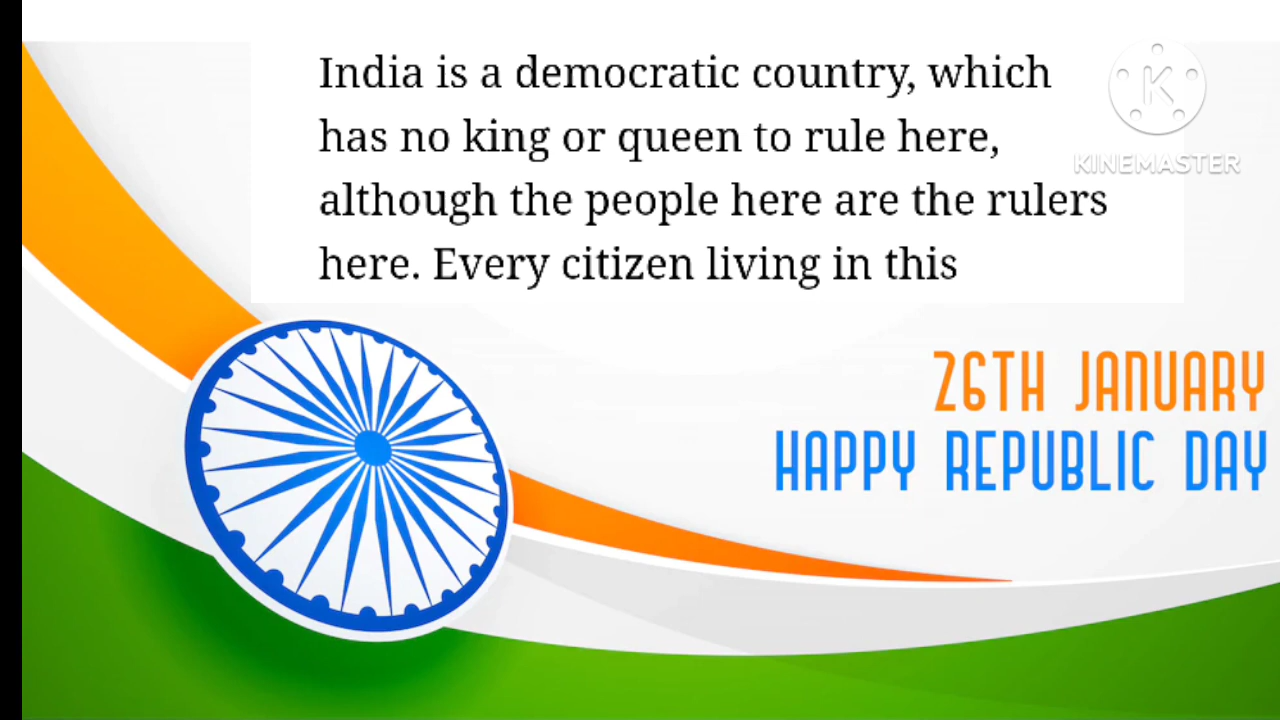 India is a democratic country, which
has no king or queen to rule here,
although the people here are the rulers
here. Every citizen living in this
K
KINEMASTER
26TH JANUARY
HAPPY REPUBLIC DAY